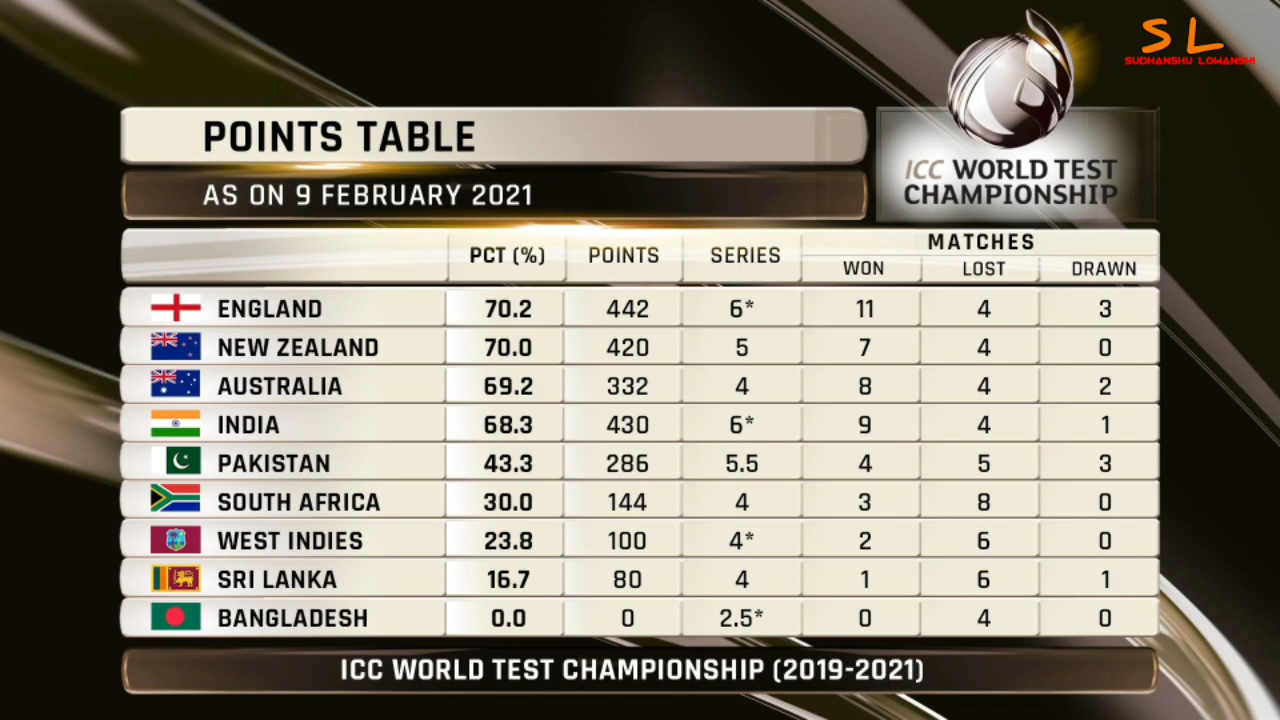 S L
SUDHANSHU LOWANSHI
POINTS TABLE
AS ON 9 FEBRUARY 2021
ICC WORLD TEST
CHAMPIONSHIP
PCT (%) POINTS SERIES MATCHES
WON LOST DRAWN
ENGLAND 70.2 442 6* 11 4 3
NEW ZEALAND 70.0 420 5 7 4 0
AUSTRALIA 69.2 332 4 8 4 2
INDIA 68.3 430 6* 9 4 1
PAKISTAN 43.3 286 5.5 4 5 3
SOUTH AFRICA 30.0 144 4 3 8 0
WEST INDIES 23.8 100 4* 2 6 0
SRI LANKA 16.7 80 4 1 6 1
BANGLADESH 0.0 0 2.5* 0 4 0
ICC WORLD TEST CHAMPIONSHIP (2019-2021)